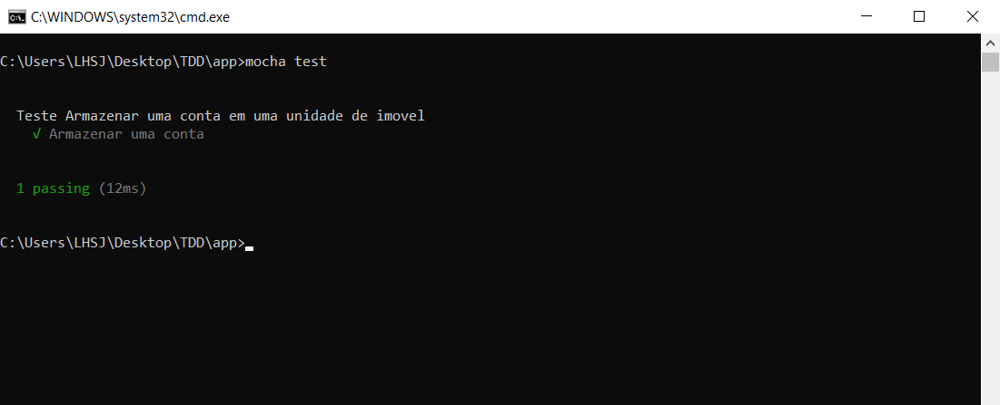 C:\WINDOWS\system32\cmd.exe
C:\Users\LHSJ\Desktop\TDD\app>mocha test
Teste Armazenar uma conta em uma unidade de imovel
√ Armazenar uma conta
1 passing (12ms)
C:\Users\LHSJ\Desktop\TDD\app>